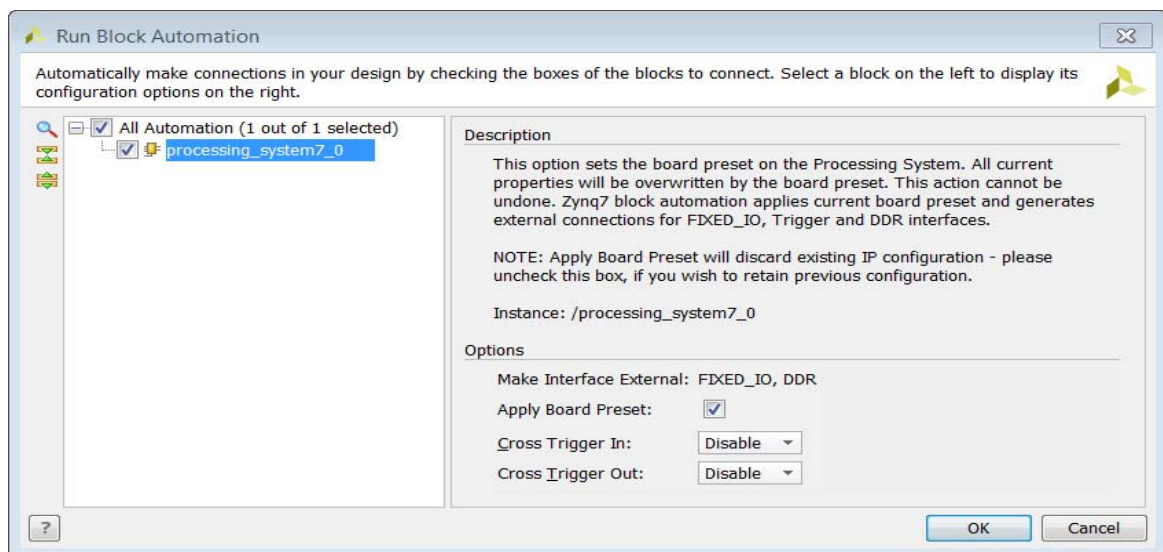 Run Block Automation
Automatically make connections in your design by checking the boxes of the blocks to connect. Select a block on the left to display its
configuration options on the right.
All Automation (1 out of 1 selected)
processing_system7_0
Description
This option sets the board preset on the Processing System. All current
properties will be overwritten by the board preset. This action cannot be
undone. Zynq7 block automation applies current board preset and generates
external connections for FIXED_IO, Trigger and DDR interfaces.
NOTE: Apply Board Preset will discard existing IP configuration - please
uncheck this box, if you wish to retain previous configuration.
Instance: /processing_system7_0
Options
Make Interface External: FIXED_IO, DDR
Apply Board Preset:
Cross Trigger In: Disable
Cross Trigger Out: Disable
?
OK
Cancel